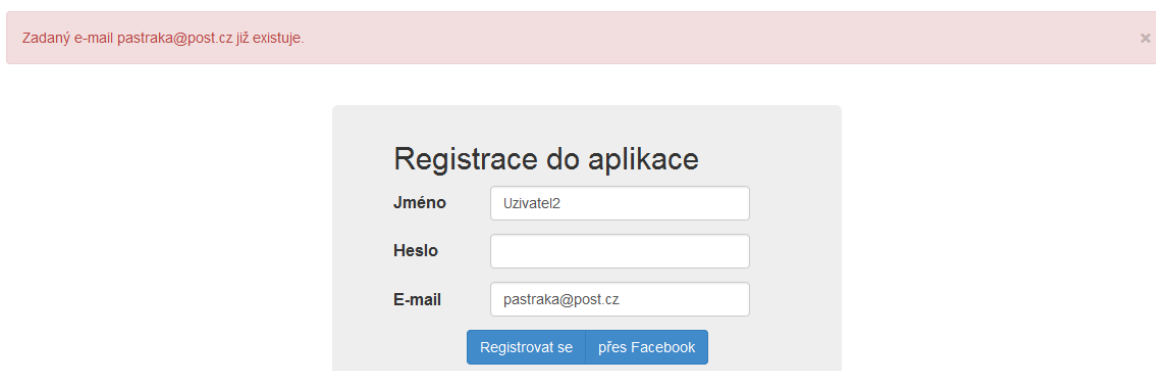 Zadaný e-mail pastraka@post.cz již existuje.
×
Registrace do aplikace
Jméno Uzivatel2
Heslo
E-mail pastraka@post.cz
Registrovat se přes Facebook